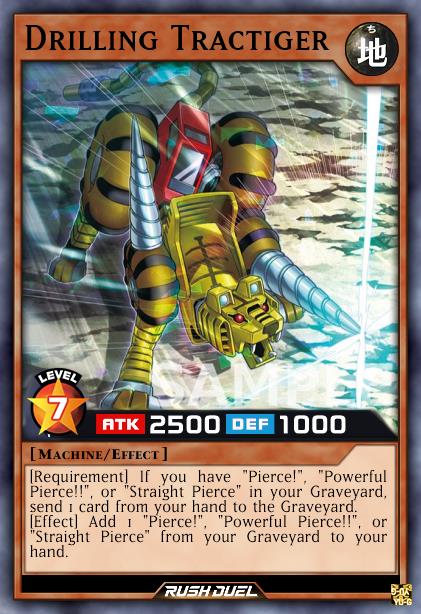 Drilling Tractiger
ち
地
SAMPLE
LEVEL
7
ATK 2500 DEF 1000
[Machine/Effect]
[Requirement] If you have "Pierce!", "Powerful
Pierce!!", or "Straight Pierce" in your Graveyard,
send 1 card from your hand to the Graveyard.
[Effect] Add 1 "Pierce!", "Powerful Pierce!!", or
"Straight Pierce" from your Graveyard to your
hand.
RUSH DUEL